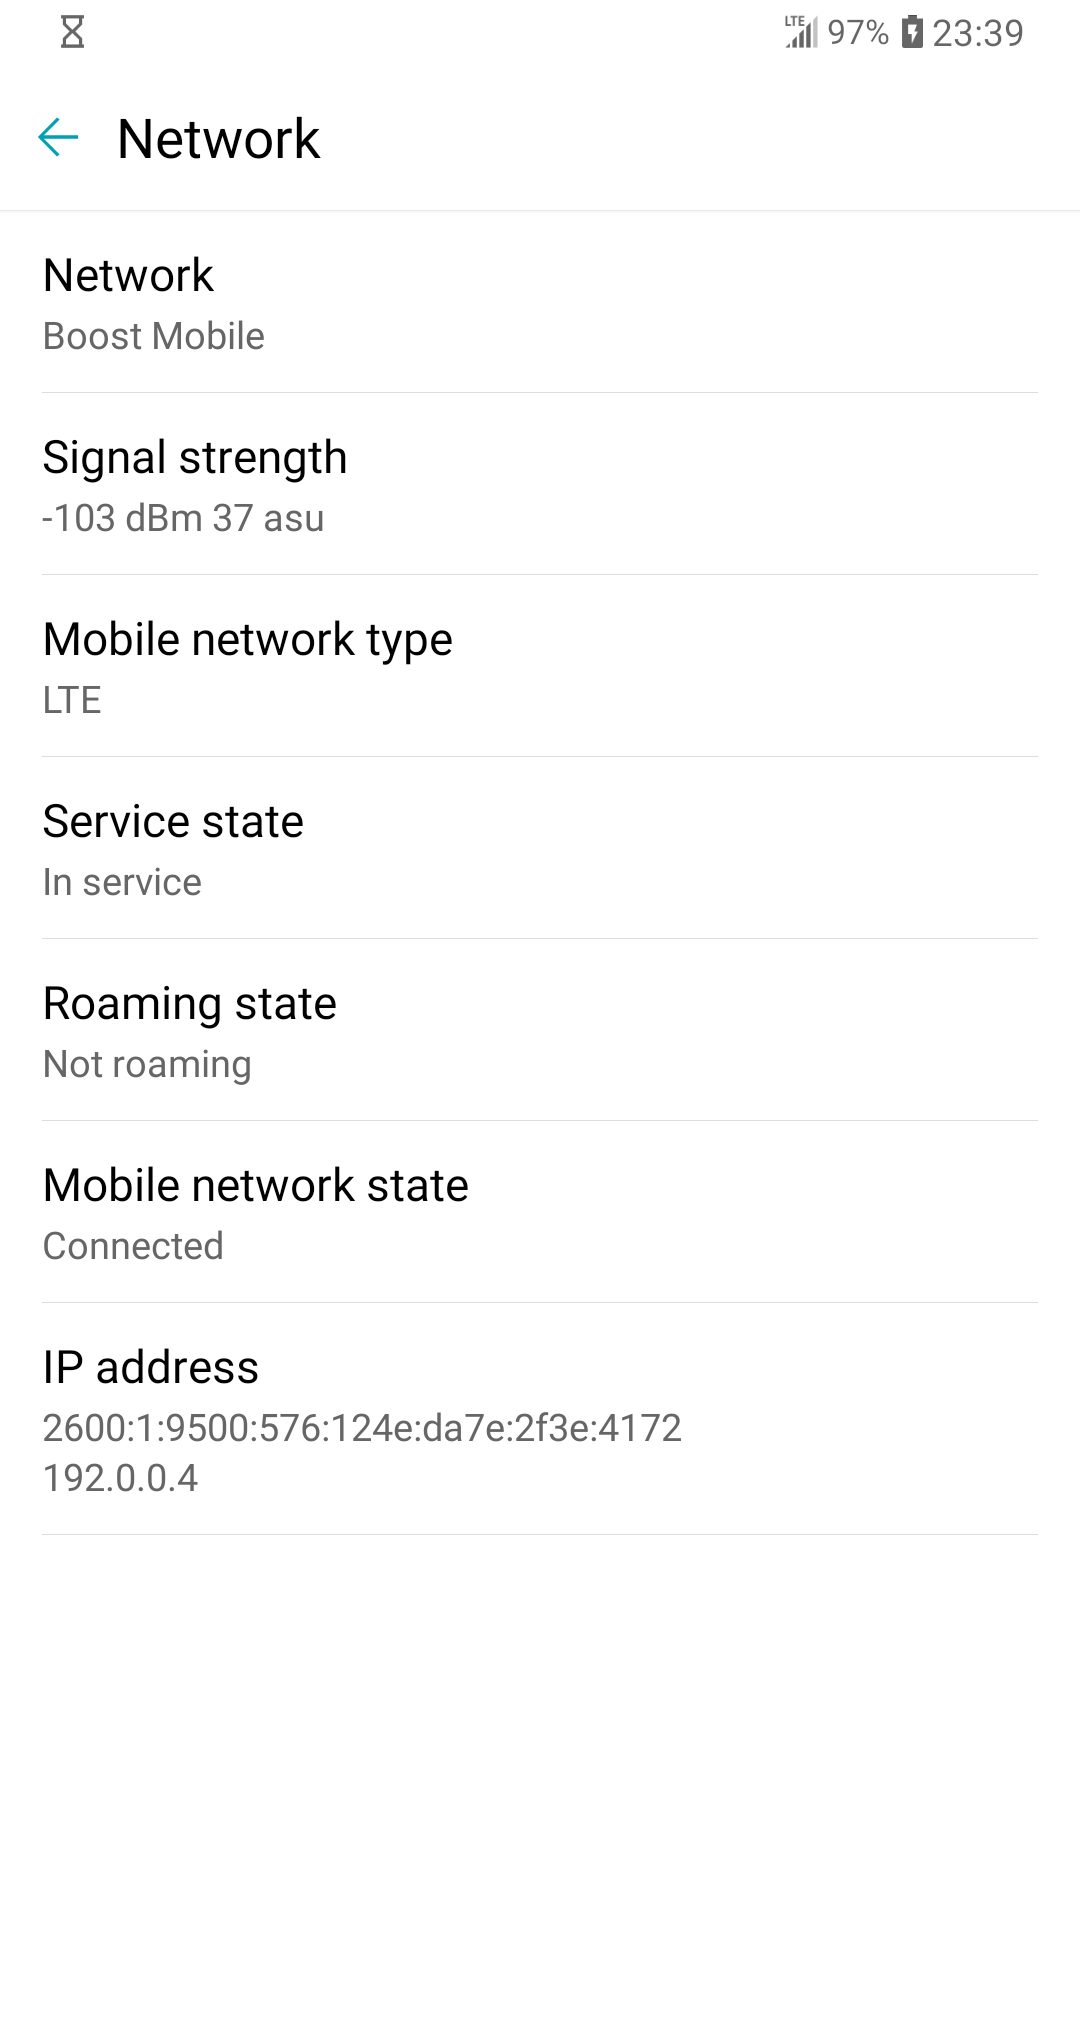 LTE 97% 23:39
Network
Network
Boost Mobile
Signal strength
-103 dBm 37 asu
Mobile network type
LTE
Service state
In service
Roaming state
Not roaming
Mobile network state
Connected
IP address
2600:1:9500:576:124e:da7e:2f3e:4172
192.0.0.4